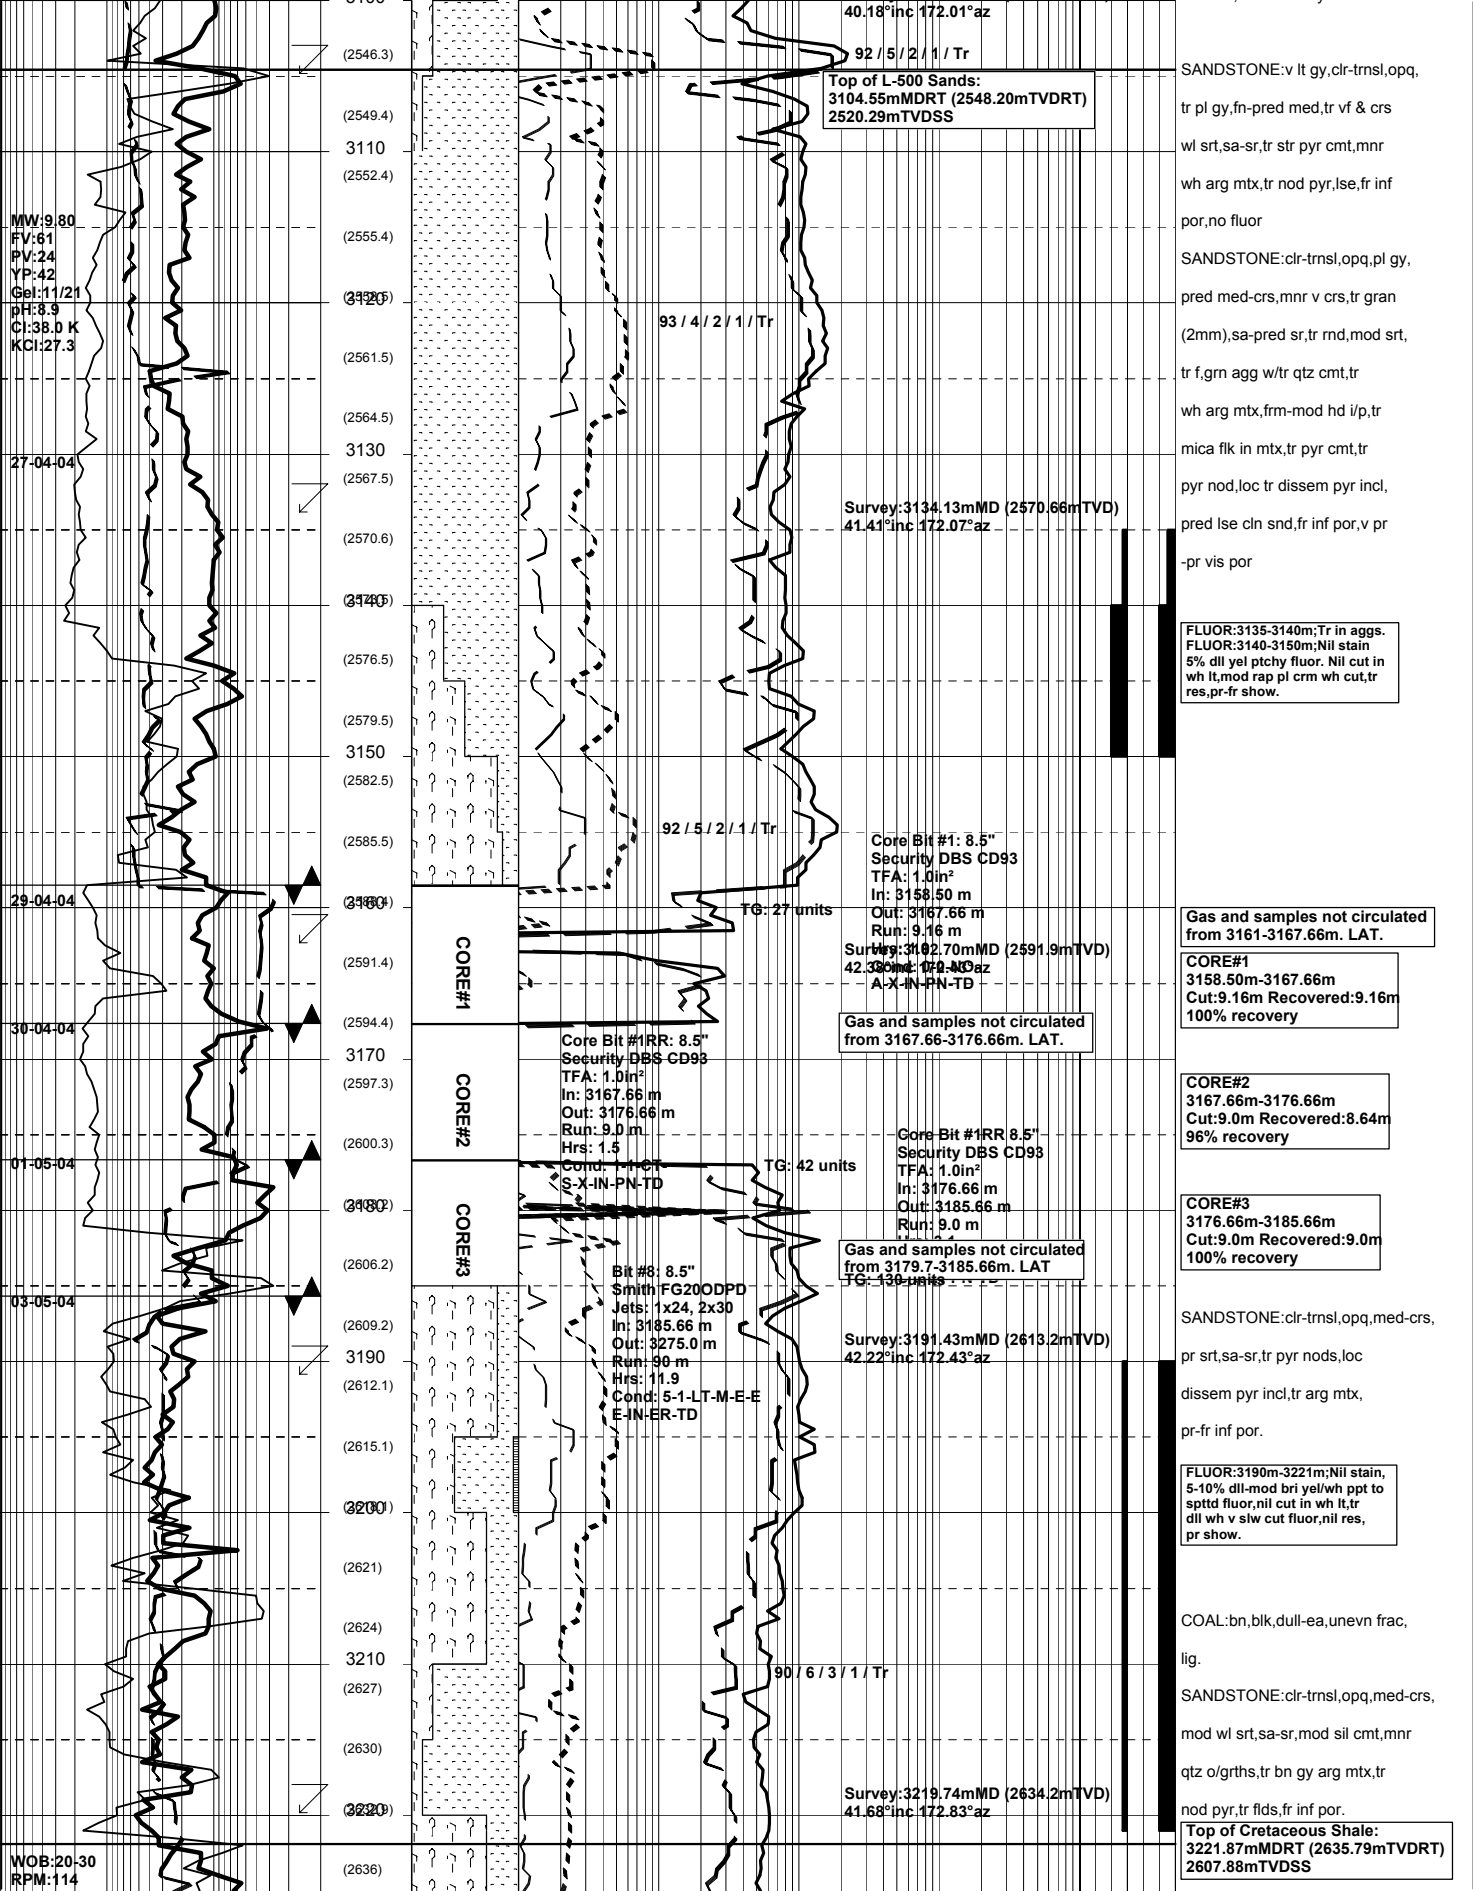 40.18°inc 172.01°az
92 / 5 / 2 / 1 / Tr
Top of L-500 Sands:
3104.55mMDRT (2548.20mTVDRT)
2520.29mTVDSS
MW:9.80
FV:61
PV:24
YP:42
Gel:11/21
pH:8.9
Cl:38.0 K
KCl:27.3
27-04-04
29-04-04
30-04-04
01-05-04
03-05-04
WOB:20-30
RPM:114
(2546.3)
(2549.4)
3110
(2552.4)
(2555.4)
3120
(2561.5)
(2564.5)
3130
(2567.5)
(2570.6)
3140
(2576.5)
(2579.5)
3150
(2582.5)
(2585.5)
3160
(2591.4)
(2594.4)
3170
(2597.3)
(2600.3)
3180
(2606.2)
(2609.2)
3190
(2612.1)
(2615.1)
3200
(2621)
(2624)
3210
(2627)
(2630)
3220
(2636)
CORE#1
CORE#2
CORE#3
93 / 4 / 2 / 1 / Tr
Survey:3134.13mMD (2570.66mTVD)
41.41°inc 172.07°az
92 / 5 / 2 / 1 / Tr
Core Bit #1: 8.5"
Security DBS CD93
TFA: 1.0in²
In: 3158.50 m
Out: 3167.66 m
Run: 9.16 m
TG: 27 units
(2591.9mTVD)
A-X-IN-PN-TD
Gas and samples not circulated
from 3167.66-3176.66m. LAT.
Core Bit #1RR: 8.5"
Security DBS CD93
TFA: 1.0in²
In: 3167.66 m
Out: 3176.66 m
Run: 9.0 m
Hrs: 1.5
Cond: 1-1-CT-
S-X-IN-PN-TD
TG: 42 units
Core Bit #1RR 8.5"
Security DBS CD93
TFA: 1.0in²
In: 3176.66 m
Out: 3185.66 m
Run: 9.0 m
Gas and samples not circulated
from 3179.7-3185.66m. LAT
TG: 130 units
Bit #8: 8.5"
Smith FG20ODPD
Jets: 1x24, 2x30
In: 3185.66 m
Out: 3275.0 m
Run: 90 m
Hrs: 11.9
Cond: 5-1-LT-M-E-E
E-IN-ER-TD
Survey:3191.43mMD (2613.2mTVD)
42.22°inc 172.43°az
90 / 6 / 3 / 1 / Tr
Survey:3219.74mMD (2634.2mTVD)
41.68°inc 172.83°az
SANDSTONE:v lt gy,clr-trnsl,opq,
tr pl gy,fn-pred med,tr vf & crs
wl srt,sa-sr,tr str pyr cmt,mnr
wh arg mtx,tr nod pyr,lse,fr inf
por,no fluor
SANDSTONE:clr-trnsl,opq,pl gy,
pred med-crs,mnr v crs,tr gran
(2mm),sa-pred sr,tr rnd,mod srt,
tr f,grn agg w/tr qtz cmt,tr
wh arg mtx,frm-mod hd i/p,tr
mica flk in mtx,tr pyr cmt,tr
pyr nod,loc tr dissem pyr incl,
pred lse cln snd,fr inf por,v pr
-pr vis por
FLUOR:3135-3140m;Tr in aggs.
FLUOR:3140-3150m;Nil stain
5% dll yel ptchy fluor. Nil cut in
wh lt,mod rap pl crm wh cut,tr
res,pr-fr show.
Gas and samples not circulated
from 3161-3167.66m. LAT.
CORE#1
3158.50m-3167.66m
Cut:9.16m Recovered:9.16m
100% recovery
CORE#2
3167.66m-3176.66m
Cut:9.0m Recovered:8.64m
96% recovery
CORE#3
3176.66m-3185.66m
Cut:9.0m Recovered:9.0m
100% recovery
SANDSTONE:clr-trnsl,opq,med-crs,
pr srt,sa-sr,tr pyr nods,loc
dissem pyr incl,tr arg mtx,
pr-fr inf por.
FLUOR:3190m-3221m;Nil stain,
5-10% dll-mod bri yel/wh ppt to
spttd fluor,nil cut in wh lt,tr
dll wh v slw cut fluor,nil res,
pr show.
COAL:bn,blk,dull-ea,unevn frac,
lig.
SANDSTONE:clr-trnsl,opq,med-crs,
mod wl srt,sa-sr,mod sil cmt,mnr
qtz o/grths,tr bn gy arg mtx,tr
nod pyr,tr flds,fr inf por.
Top of Cretaceous Shale:
3221.87mMDRT (2635.79mTVDRT)
2607.88mTVDSS